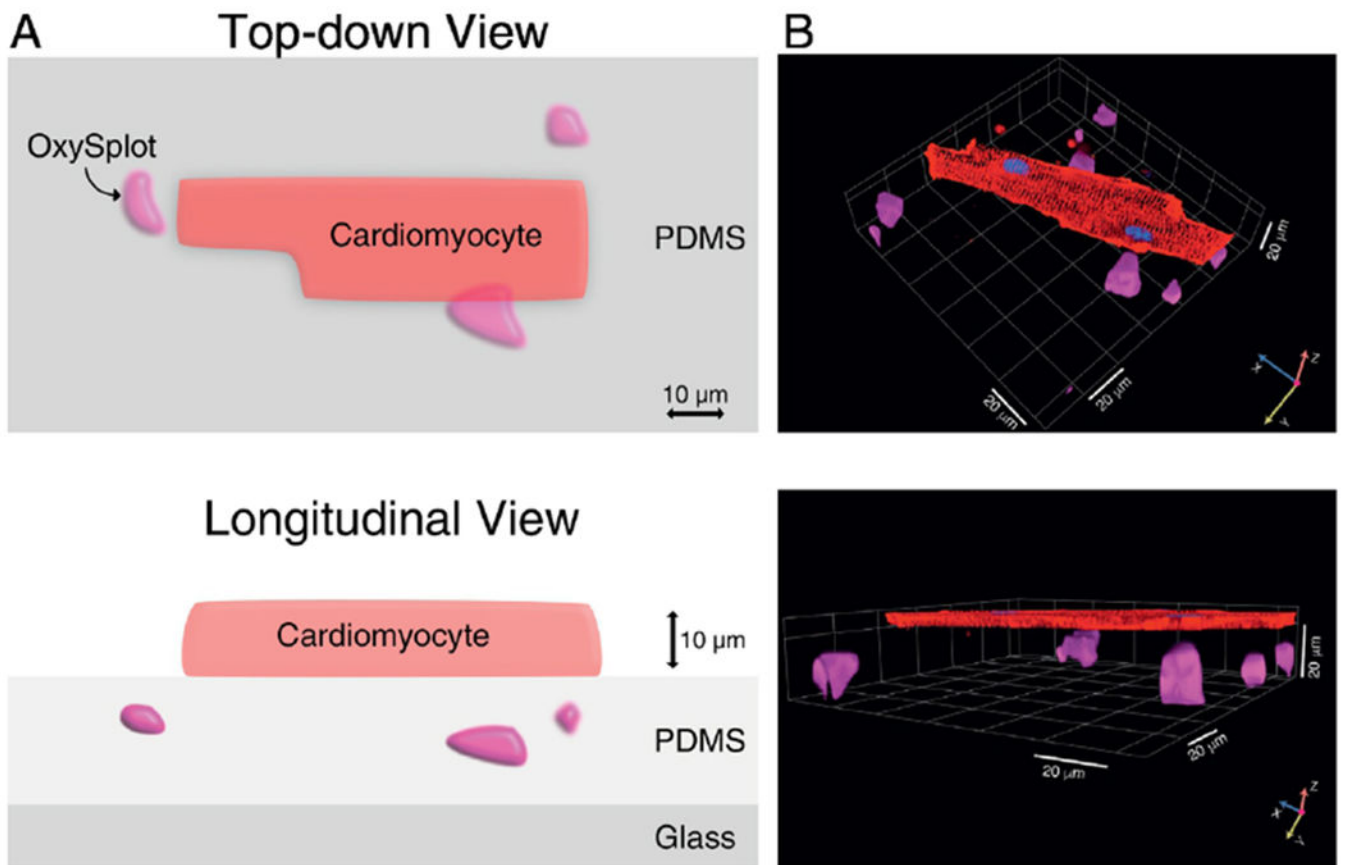 A
Top-down View
OxySplot
Cardiomyocyte
PDMS
10 µm
B
20 µm
20 µm
20 µm
X
Z
Y
Longitudinal View
Cardiomyocyte
10 µm
PDMS
Glass
20 µm
20 µm
20 µm
X
Z
Y